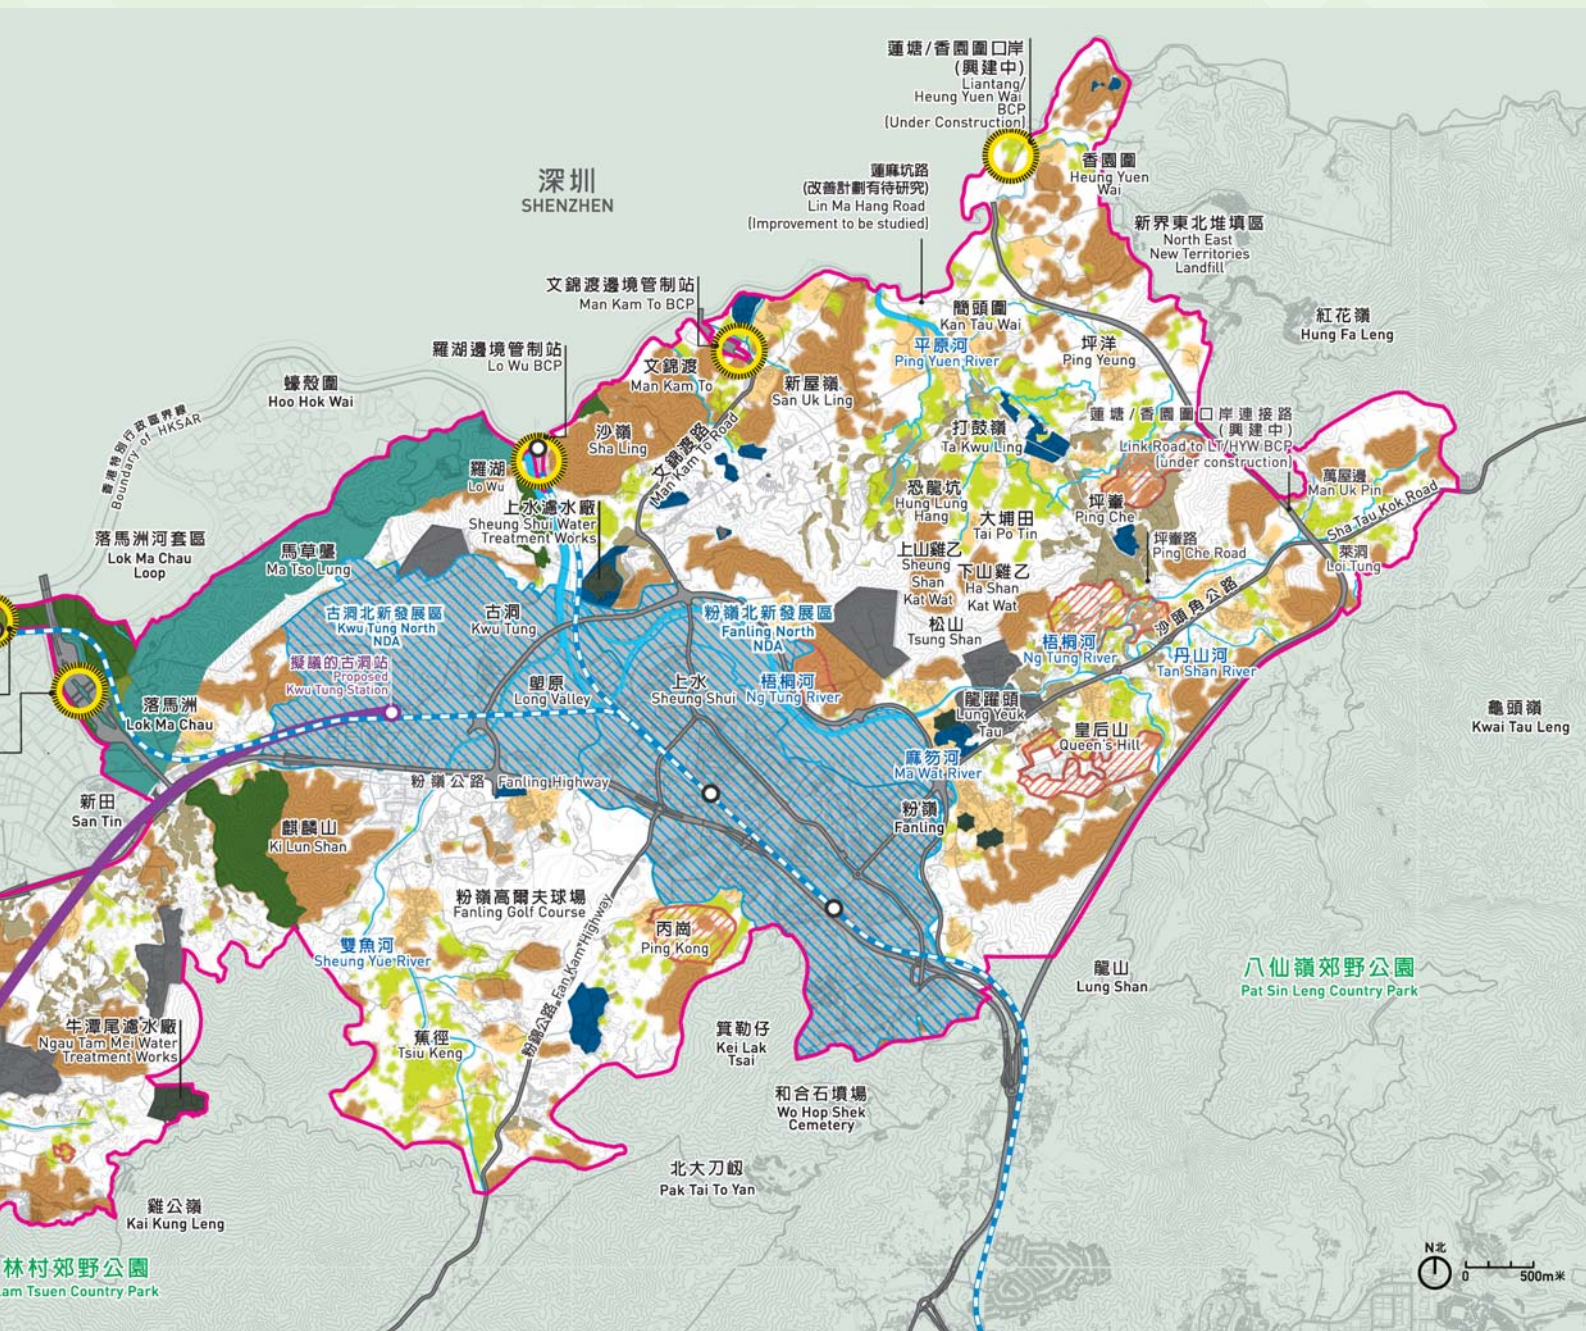 蓮塘/香園圍口岸
(興建中)
Liantang/
Heung Yuen Wai
BCP
(Under Construction)
香園圍
Heung Yuen
Wai
深圳
SHENZHEN
蓮麻坑路
(改善計劃有待研究)
Lin Ma Hang Road
(Improvement to be studied)
新界東北堆填區
North East
New Territories
Landfill
文錦渡邊境管制站
Man Kam To BCP
簡頭圍
Kan Tau Wai
紅花嶺
Hung Fa Leng
平原河
Ping Yuen River
坪洋
Ping Yeung
羅湖邊境管制站
Lo Wu BCP
文錦渡
Man Kam To
新屋嶺
San Uk Ling
蠔殼圍
Hoo Hok Wai
香港特別行政區界線
Boundary of HKSAR
沙嶺
Sha Ling
文錦渡路
(Man Kam To Road
打鼓嶺
Ta Kwu Ling
蓮塘/香園圍口岸連接路
(興建中)
Link Road to LT/HYW BCP
(under construction)
羅湖
Lo Wu
萬屋邊
Man Uk Pin
恐龍坑
Hung Lung
Hang
坪輋
Ping Che
上水濾水廠
Sheung Shui Water
Treatment Works
大埔田
Tai Po Tin
Sha Tau Kok Road
沙頭角公路
落馬洲河套區
Lok Ma Chau
Loop
馬草壟
Ma Tso Lung
上山雞乙
Sheung
Shan
Kat Wat
下山雞乙
Ha Shan
Kat Wat
坪輋路
Ping Che Road
萊洞
Loi Tung
古洞北新發展區
Kwu Tung North
NDA
古洞
Kwu Tung
粉嶺北新發展區
Fanling North
NDA
松山
Tsung Shan
梧桐河
Ng Tung River
丹山河
Tan Shan River
擬議的古洞站
Proposed
Kwu Tung Station
塱原
Long Valley
上水
Sheung Shui
梧桐河
Ng Tung River
落馬洲
Lok Ma Chau
龍躍頭
Lung Yeuk
Tau
皇后山
Queen's Hill
龜頭嶺
Kwai Tau Leng
麻笏河
Ma Wat River
粉嶺公路
Fanling Highway
新田
San Tin
麒麟山
Ki Lun Shan
粉嶺
Fanling
粉嶺高爾夫球場
Fanling Golf Course
丙崗
Ping Kong
雙魚河
Sheung Yue River
粉錦公路
Fan Kam Highway
龍山
Lung Shan
八仙嶺郊野公園
Pat Sin Leng Country Park
牛潭尾濾水廠
Ngau Tam Mei Water
Treatment Works
蕉徑
Tsiu Keng
箕勒仔
Kei Lak
Tsai
和合石墳場
Wo Hop Shek
Cemetery
北大刀屻
Pak Tai To Yan
雞公嶺
Kai Kung Leng
林村郊野公園
Lam Tsuen Country Park
N北
0 500m米